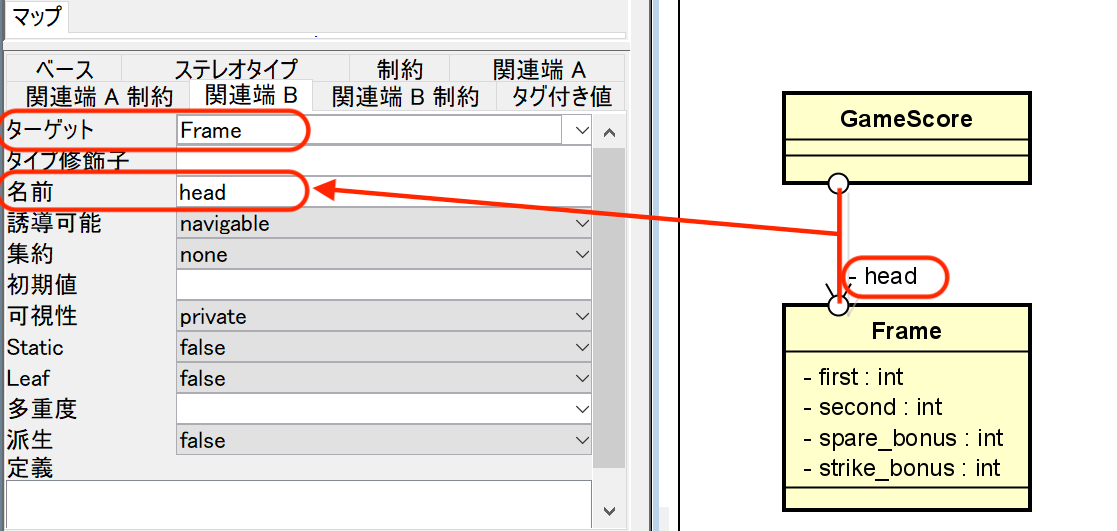 マップ
ベース ステレオタイプ 制約 関連端 A
関連端 A 制約 関連端 B 関連端 B 制約 タグ付き値
ターゲット Frame
タイプ修飾子
名前 head
誘導可能 navigable
集約 none
初期値
可視性 private
Static false
Leaf false
多重度
派生 false
定義
GameScore
- head
Frame
- first : int
- second : int
- spare_bonus : int
- strike_bonus : int